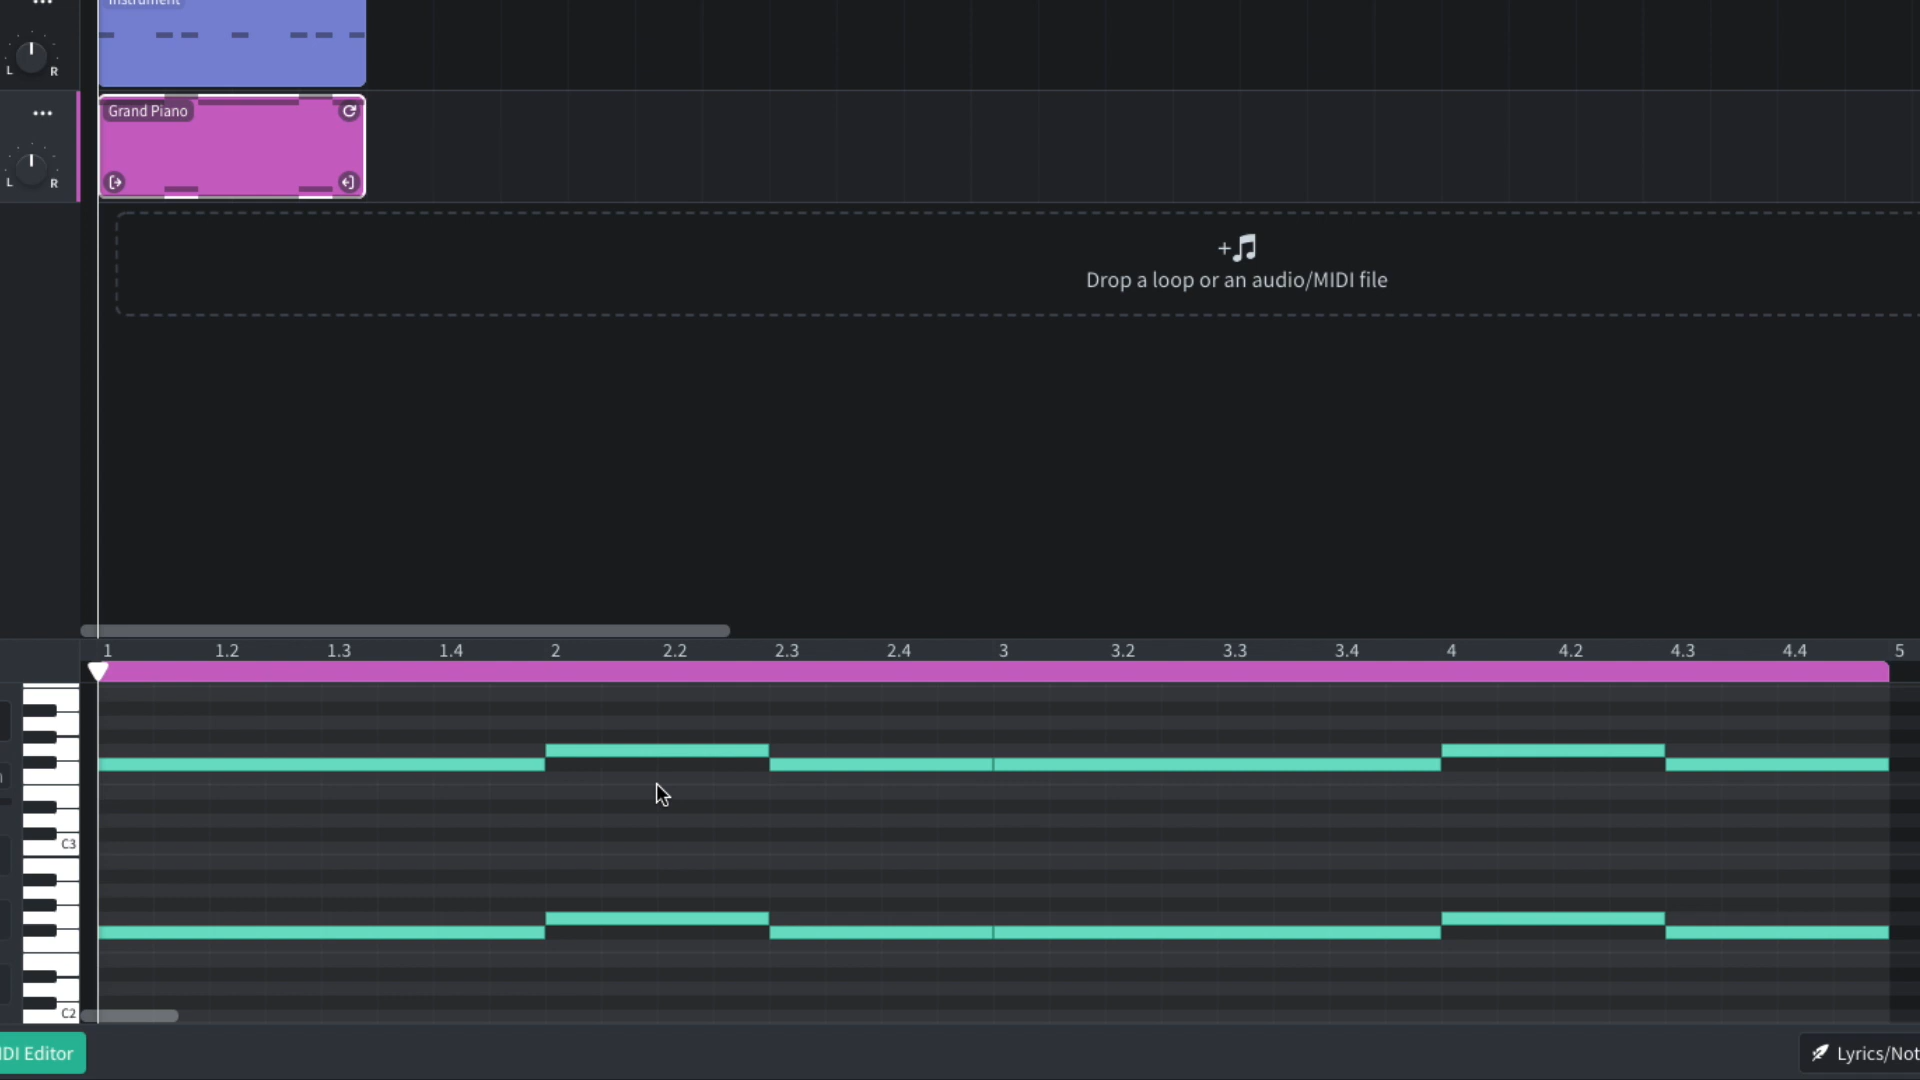 Instrument
L R
Grand Piano
L R
Drop a loop or an audio/MIDI file
1 1.2 1.3 1.4 2 2.2 2.3 2.4 3 3.2 3.3 3.4 4 4.2 4.3 4.4 5
C3
C2
IDI Editor
Lyrics/Not